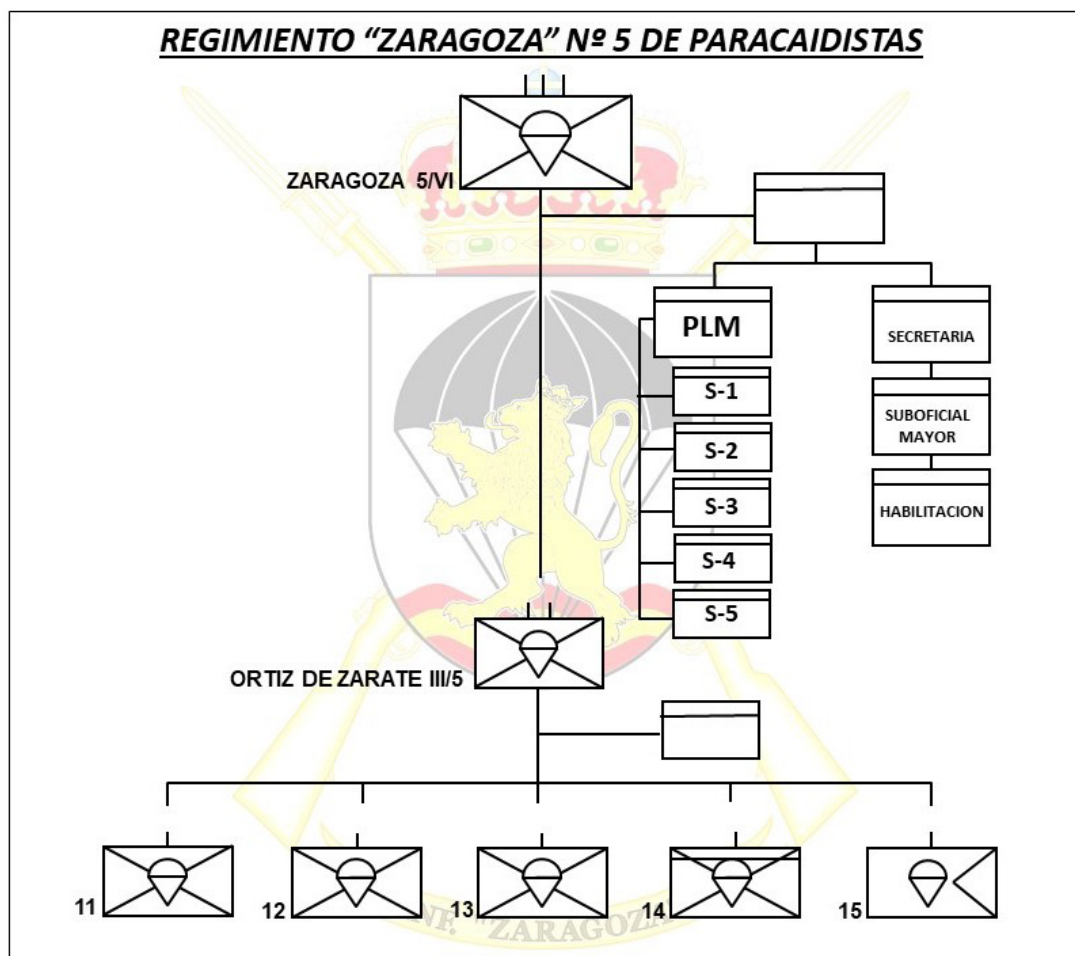 REGIMIENTO “ZARAGOZA” Nº 5 DE PARACAIDISTAS
ZARAGOZA 5/VI
PLM
S-1
S-2
S-3
S-4
S-5
SECRETARIA
SUBOFICIAL
MAYOR
HABILITACION
ORTIZ DE ZARATE III/5
11
12
13
14
15
INF. "ZARAGOZA"